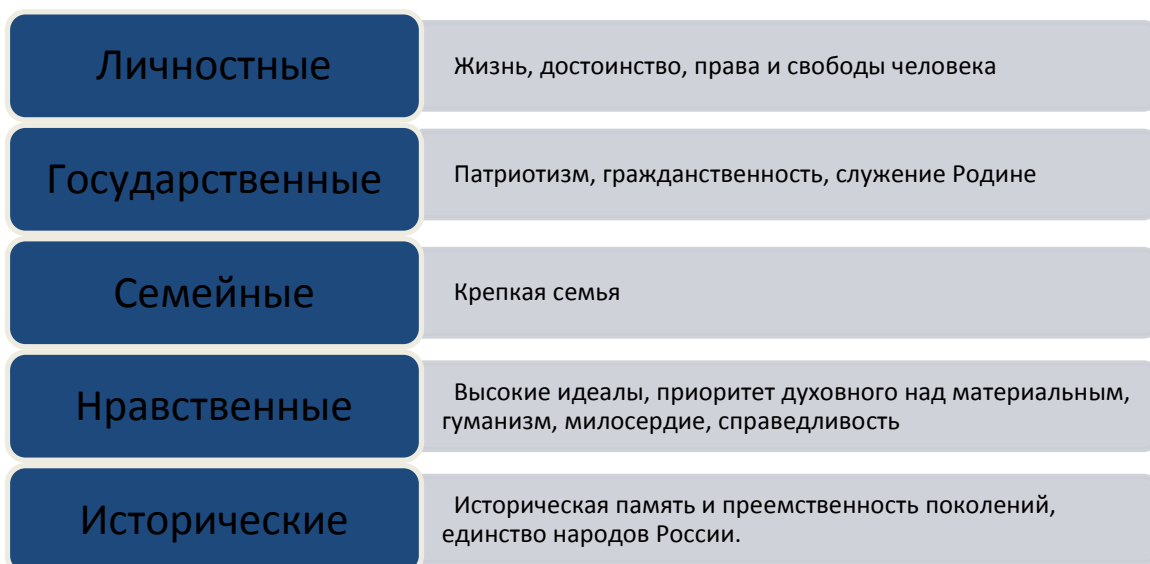 Личностные
Жизнь, достоинство, права и свободы человека
Государственные
Патриотизм, гражданственность, служение Родине
Семейные
Крепкая семья
Нравственные
Высокие идеалы, приоритет духовного над материальным,
гуманизм, милосердие, справедливость
Исторические
Историческая память и преемственность поколений,
единство народов России.